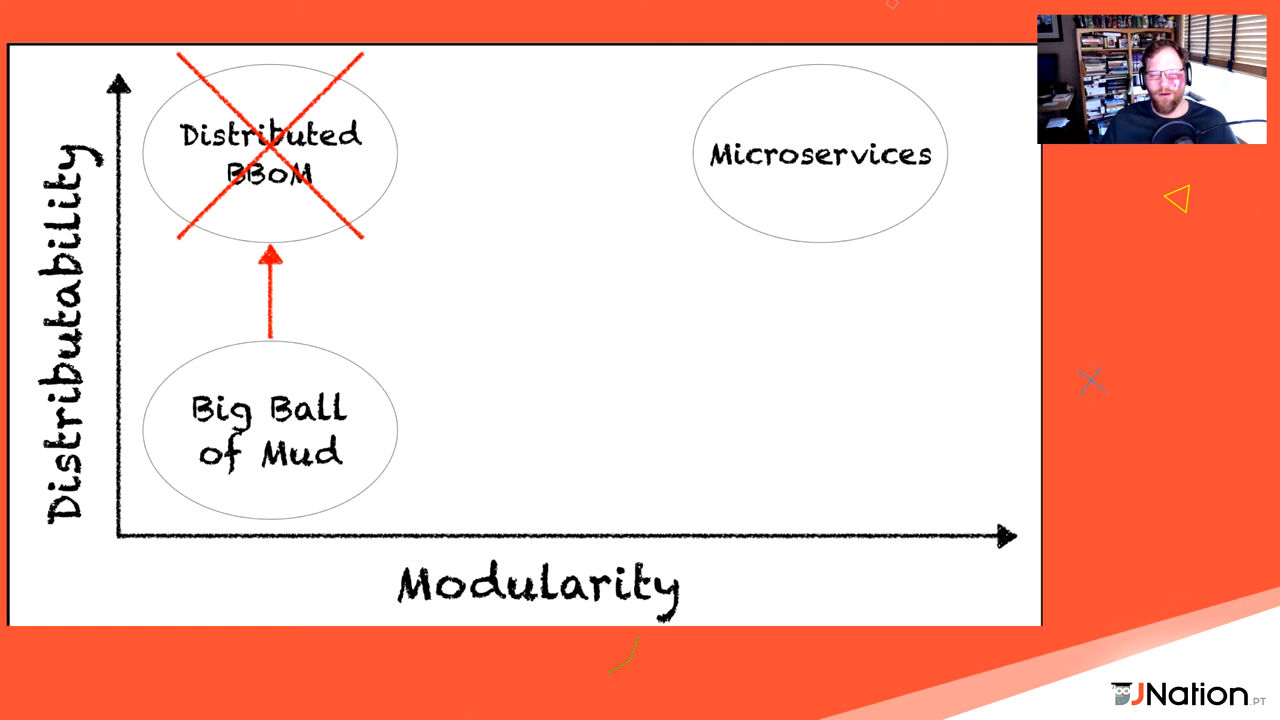 Distributability
Distributed
BBoM
Microservices
Big Ball
of Mud
Modularity
JNation.PT